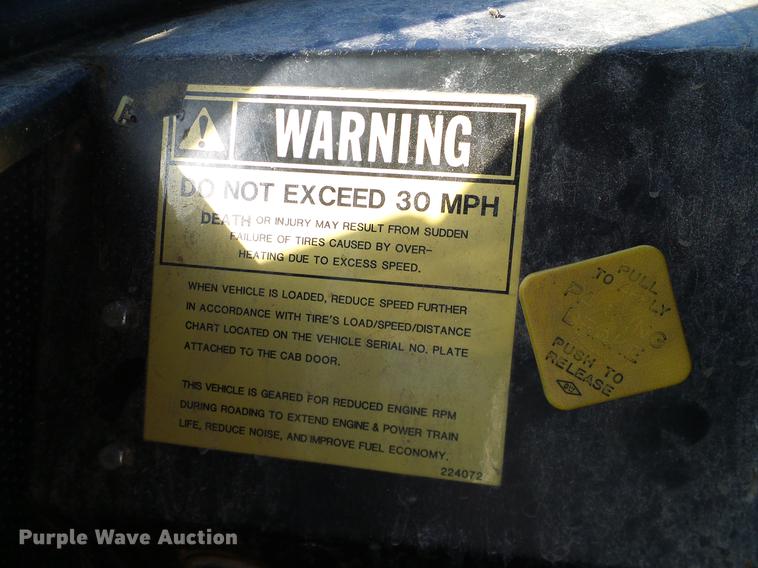 WARNING
DO NOT EXCEED 30 MPH
DEATH OR INJURY MAY RESULT FROM SUDDEN
FAILURE OF TIRES CAUSED BY OVER-
HEATING DUE TO EXCESS SPEED.
WHEN VEHICLE IS LOADED, REDUCE SPEED FURTHER
IN ACCORDANCE WITH TIRE'S LOAD/SPEED/DISTANCE
CHART LOCATED ON THE VEHICLE SERIAL NO. PLATE
ATTACHED TO THE CAB DOOR.
THIS VEHICLE IS GEARED FOR REDUCED ENGINE RPM
DURING ROADING TO EXTEND ENGINE & POWER TRAIN
LIFE, REDUCE NOISE, AND IMPROVE FUEL ECONOMY.
224072
PULL
TO APPLY
PARKING
BRAKE
PUSH TO
RELEASE
Purple Wave Auction